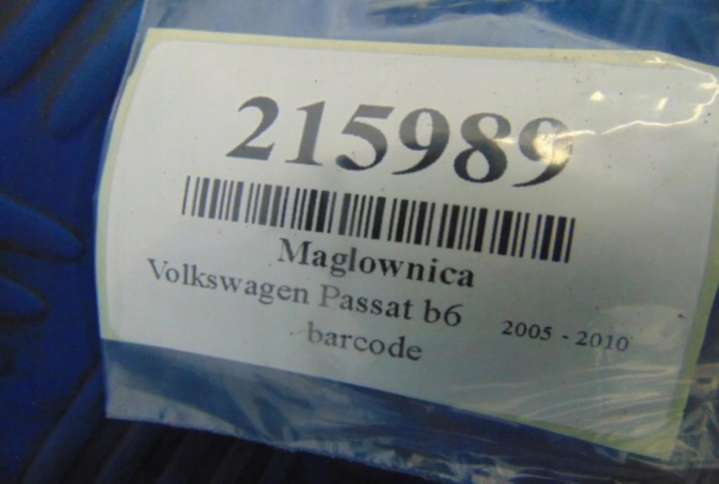 215989
Maglownica
Volkswagen Passat b6 2005 - 2010
barcode